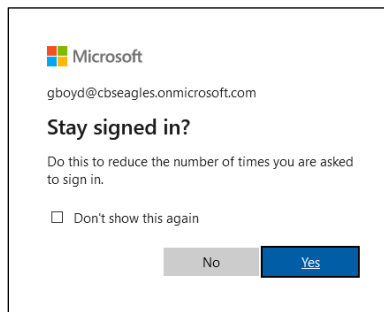 Microsoft
gboyd@cbseagles.onmicrosoft.com
Stay signed in?
Do this to reduce the number of times you are asked
to sign in.
Don't show this again
No
Yes